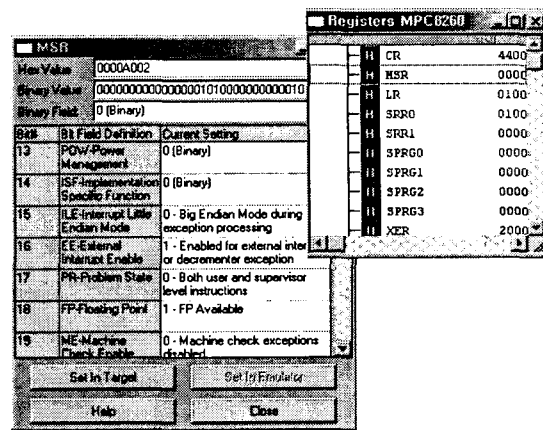 MSR
Hex Value 0000A002
Binary Value 00000000000000001010000000000010
Binary Field 0 (Binary)
Bit# Bit Field Definition Current Setting
13 POW-Power Management 0 (Binary)
14 ISF-Implementation Specific Function 0 (Binary)
15 ILE-Interrupt Little Endian Mode 0 - Big Endian Mode during exception processing
16 EE-External Interrupt Enable 1 - Enabled for external inter or decrementer exception
17 PR-Problem State 0 - Both user and supervisor level instructions
18 FP-Floating Point 1 - FP Available
19 ME-Machine Check Enable 0 - Machine check exceptions disabled
Set In Target Set In Emulator
Help Close
Registers MPC8260
R CR 4400
R MSR 0000
R LR 0100
R SRR0 0100
R SRR1 0000
R SPRG0 0000
R SPRG1 0000
R SPRG2 0000
R SPRG3 0000
R XER 2000